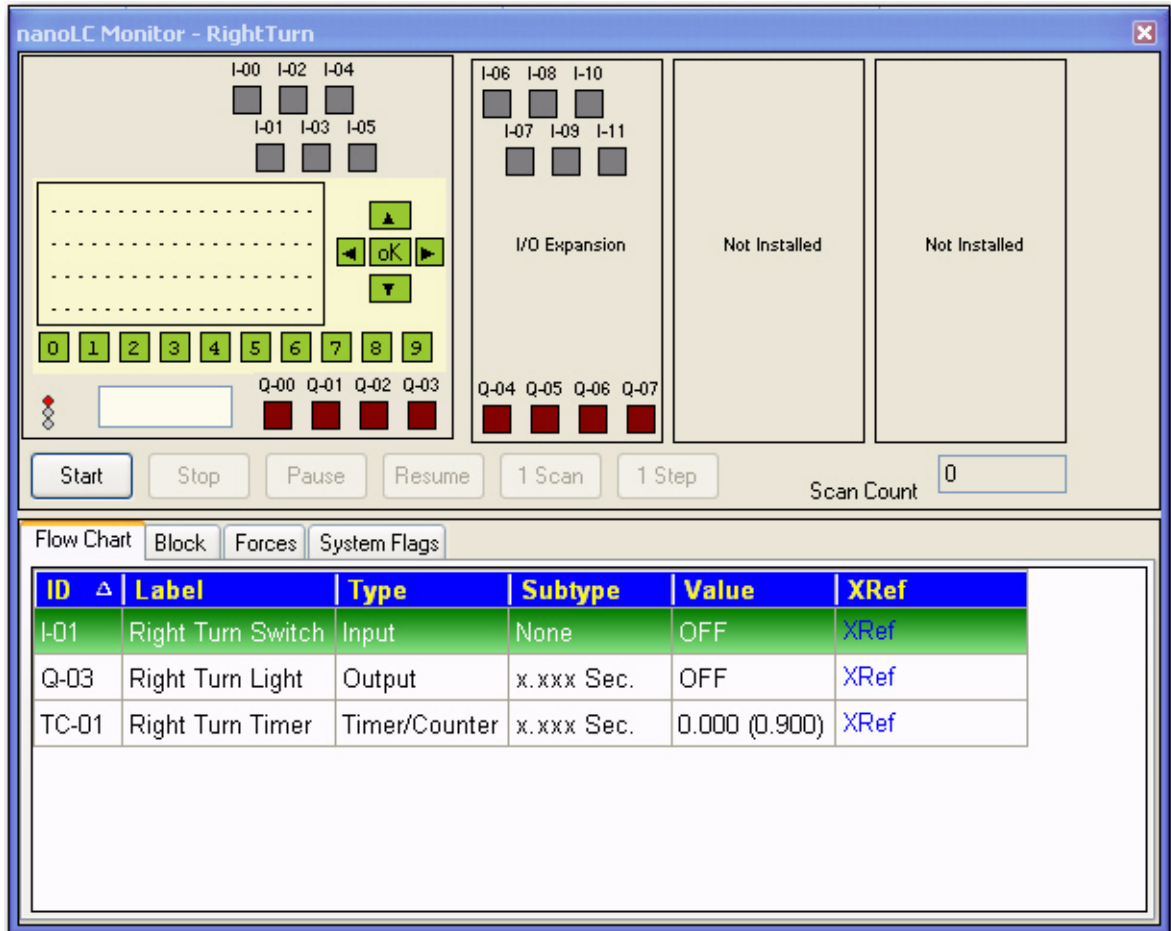 nanoLC Monitor - RightTurn
I-00 I-02 I-04
I-01 I-03 I-05
oK
0 1 2 3 4 5 6 7 8 9
Q-00 Q-01 Q-02 Q-03
I-06 I-08 I-10
I-07 I-09 I-11
I/O Expansion
Q-04 Q-05 Q-06 Q-07
Not Installed
Not Installed
Start Stop Pause Resume 1 Scan 1 Step Scan Count 0
Flow Chart Block Forces System Flags
ID Label Type Subtype Value XRef
I-01 Right Turn Switch Input None OFF XRef
Q-03 Right Turn Light Output x.xxx Sec. OFF XRef
TC-01 Right Turn Timer Timer/Counter x.xxx Sec. 0.000 (0.900) XRef